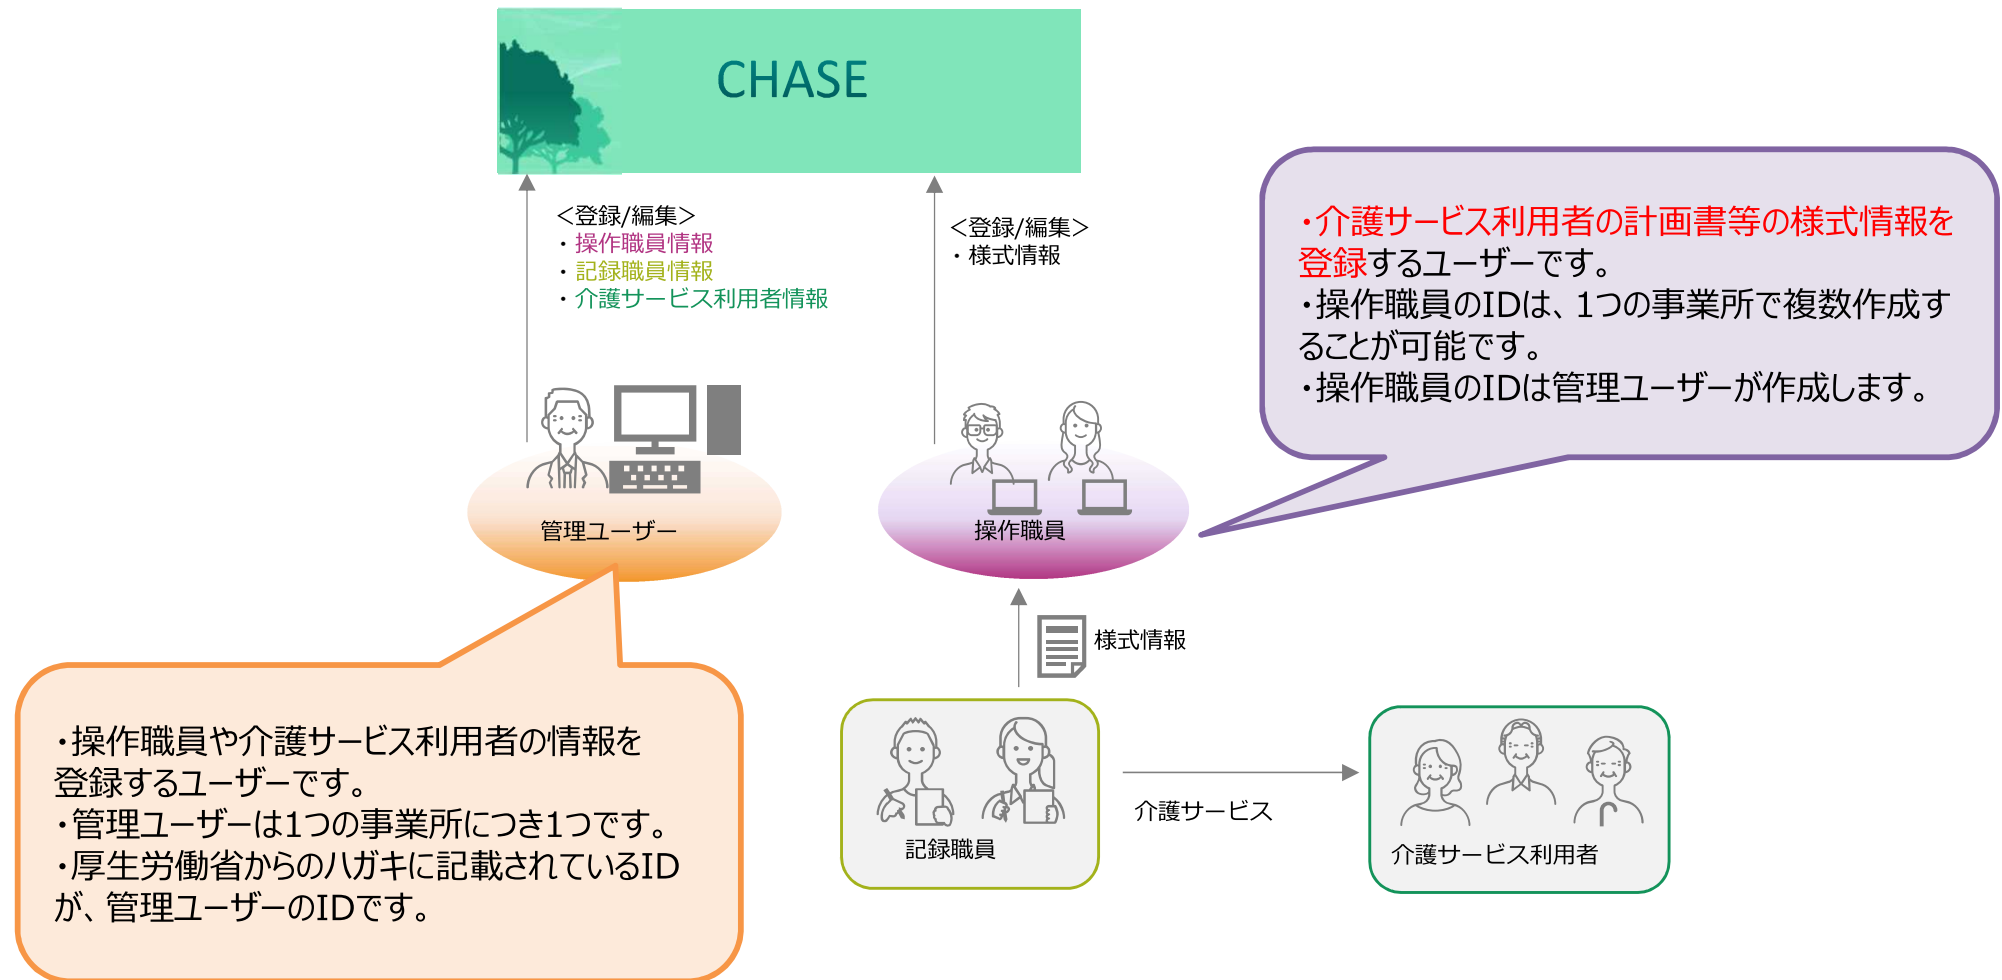 CHASE
＜登録/編集＞
・操作職員情報
・記録職員情報
・介護サービス利用者情報
＜登録/編集＞
・様式情報
・介護サービス利用者の計画書等の様式情報を
登録するユーザーです。
・操作職員のIDは、1つの事業所で複数作成す
ることが可能です。
・操作職員のIDは管理ユーザーが作成します。
管理ユーザー
操作職員
様式情報
・操作職員や介護サービス利用者の情報を
登録するユーザーです。
・管理ユーザーは1つの事業所につき1つです。
・厚生労働省からのハガキに記載されているID
が、管理ユーザーのIDです。
記録職員
介護サービス
介護サービス利用者